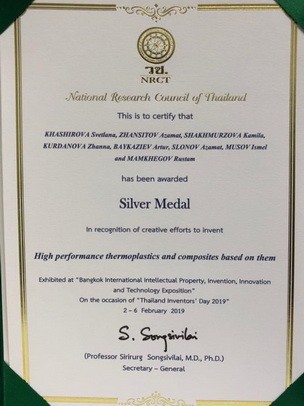 วช.
NRCT
National Research Council of Thailand
This is to certify that
KHASHIROVA Svetlana, ZHANSITOV Azamat, SHAKHMURZOVA Kamila,
KURDANOVA Zhanna, BAYKAZIEV Artur, SLONOV Azamat, MUSOV Ismel
and MAMKHEGOV Rustam
has been awarded
Silver Medal
In recognition of creative efforts to invent
High performance thermoplastics and composites based on them
Exhibited at "Bangkok International Intellectual Property, Invention, Innovation
and Technology Exposition"
On the occasion of "Thailand Inventors' Day 2019"
2 – 6 February 2019
S. Songsivilai
(Professor Sirirurg Songsivilai, M.D., Ph.D.)
Secretary – General